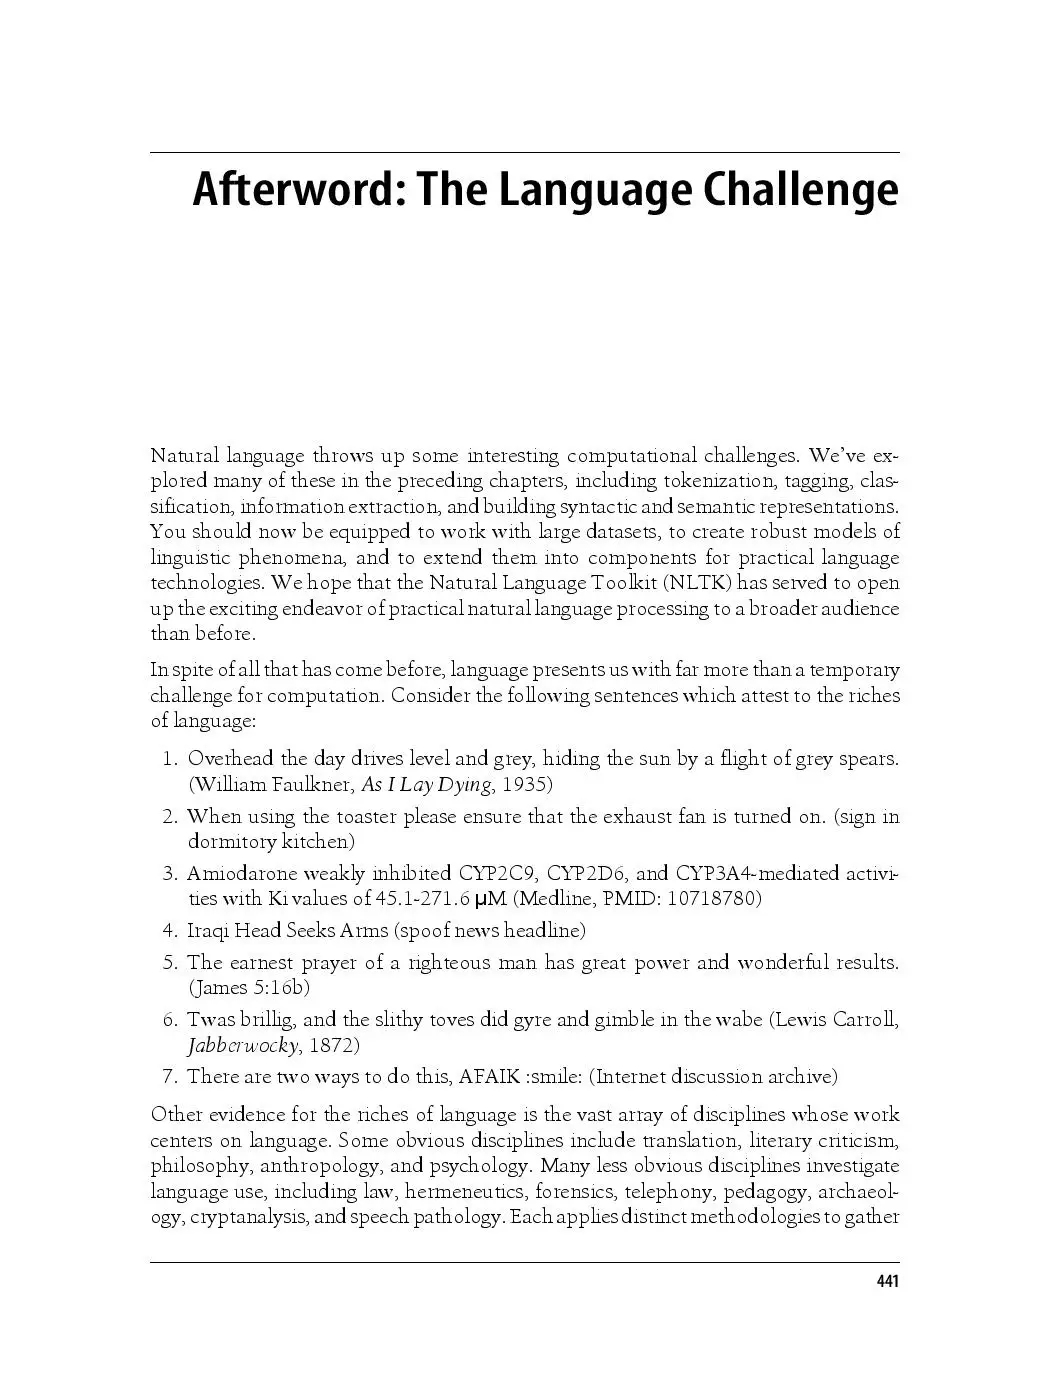 Afterword: The Language Challenge
Natural language throws up some interesting computational challenges. We’ve ex-
plored many of these in the preceding chapters, including tokenization, tagging, clas-
sification, information extraction, and building syntactic and semantic representations.
You should now be equipped to work with large datasets, to create robust models of
linguistic phenomena, and to extend them into components for practical language
technologies. We hope that the Natural Language Toolkit (NLTK) has served to open
up the exciting endeavor of practical natural language processing to a broader audience
than before.
In spite of all that has come before, language presents us with far more than a temporary
challenge for computation. Consider the following sentences which attest to the riches
of language:
1. Overhead the day drives level and grey, hiding the sun by a flight of grey spears.
(William Faulkner, As I Lay Dying, 1935)
2. When using the toaster please ensure that the exhaust fan is turned on. (sign in
dormitory kitchen)
3. Amiodarone weakly inhibited CYP2C9, CYP2D6, and CYP3A4-mediated activi-
ties with Ki values of 45.1-271.6 μM (Medline, PMID: 10718780)
4. Iraqi Head Seeks Arms (spoof news headline)
5. The earnest prayer of a righteous man has great power and wonderful results.
(James 5:16b)
6. Twas brillig, and the slithy toves did gyre and gimble in the wabe (Lewis Carroll,
Jabberwocky, 1872)
7. There are two ways to do this, AFAIK :smile: (Internet discussion archive)
Other evidence for the riches of language is the vast array of disciplines whose work
centers on language. Some obvious disciplines include translation, literary criticism,
philosophy, anthropology, and psychology. Many less obvious disciplines investigate
language use, including law, hermeneutics, forensics, telephony, pedagogy, archaeol-
ogy, cryptanalysis, and speech pathology. Each applies distinct methodologies to gather
441